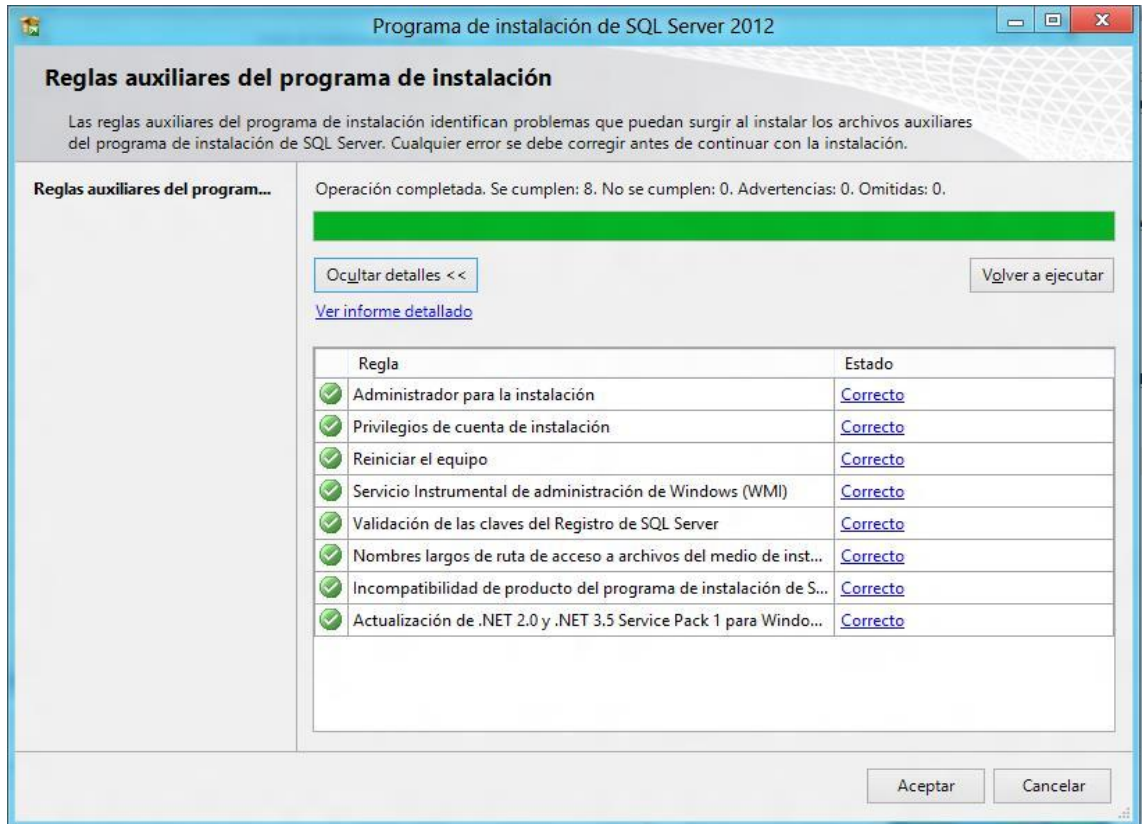 Programa de instalación de SQL Server 2012
Reglas auxiliares del programa de instalación
Las reglas auxiliares del programa de instalación identifican problemas que puedan surgir al instalar los archivos auxiliares
del programa de instalación de SQL Server. Cualquier error se debe corregir antes de continuar con la instalación.
Reglas auxiliares del program...
Operación completada. Se cumplen: 8. No se cumplen: 0. Advertencias: 0. Omitidas: 0.
Ocultar detalles <<
Volver a ejecutar
Ver informe detallado
Regla Estado
Administrador para la instalación Correcto
Privilegios de cuenta de instalación Correcto
Reiniciar el equipo Correcto
Servicio Instrumental de administración de Windows (WMI) Correcto
Validación de las claves del Registro de SQL Server Correcto
Nombres largos de ruta de acceso a archivos del medio de inst... Correcto
Incompatibilidad de producto del programa de instalación de S... Correcto
Actualización de .NET 2.0 y .NET 3.5 Service Pack 1 para Windo... Correcto
Aceptar Cancelar